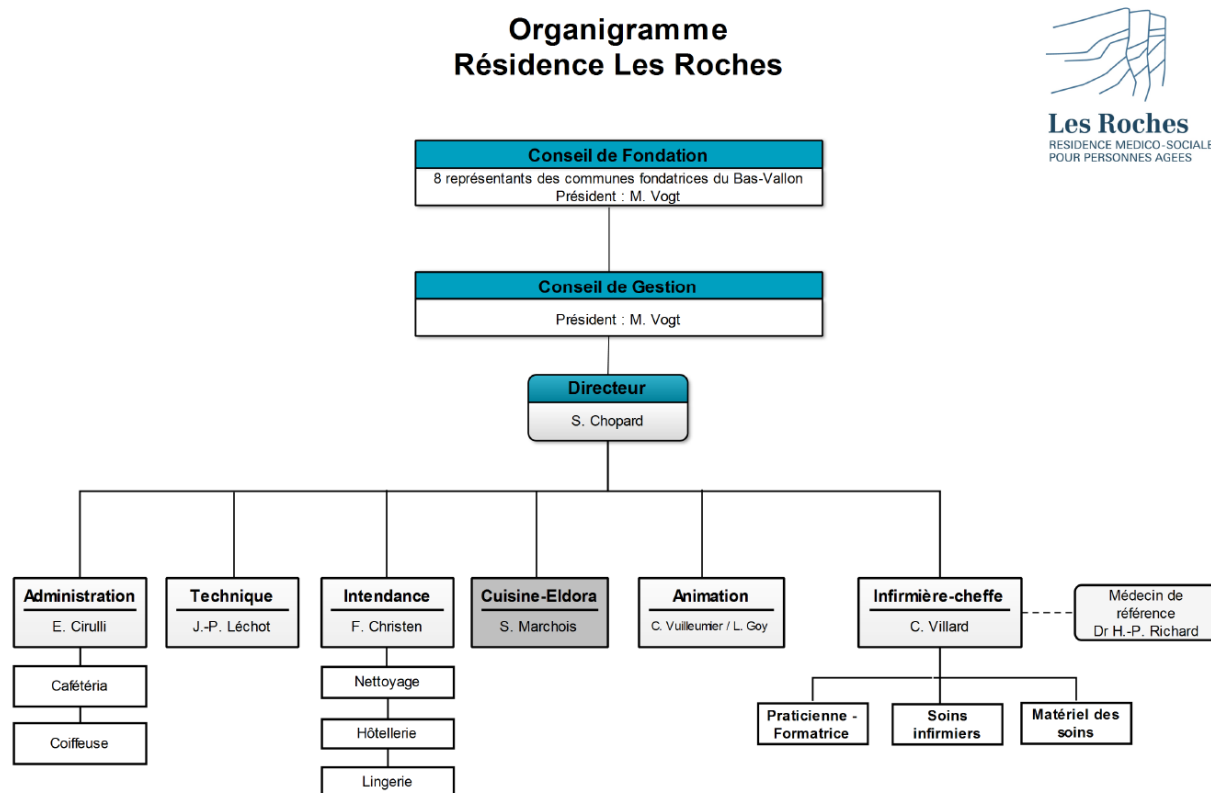 Organigramme
Résidence Les Roches
Les Roches
RESIDENCE MEDICO-SOCIALE
POUR PERSONNES AGEES
Conseil de Fondation
8 représentants des communes fondatrices du Bas-Vallon
Président : M. Vogt
Conseil de Gestion
Président : M. Vogt
Directeur
S. Chopard
Administration
E. Cirulli
Technique
J.-P. Léchot
Intendance
F. Christen
Cuisine-Eldora
S. Marchois
Animation
C. Vuilleumier / L. Goy
Infirmière-cheffe
C. Villard
Médecin de
référence
Dr H.-P. Richard
Cafétéria
Coiffeuse
Nettoyage
Hôtellerie
Lingerie
Praticienne -
Formatrice
Soins
infirmiers
Matériel des
soins